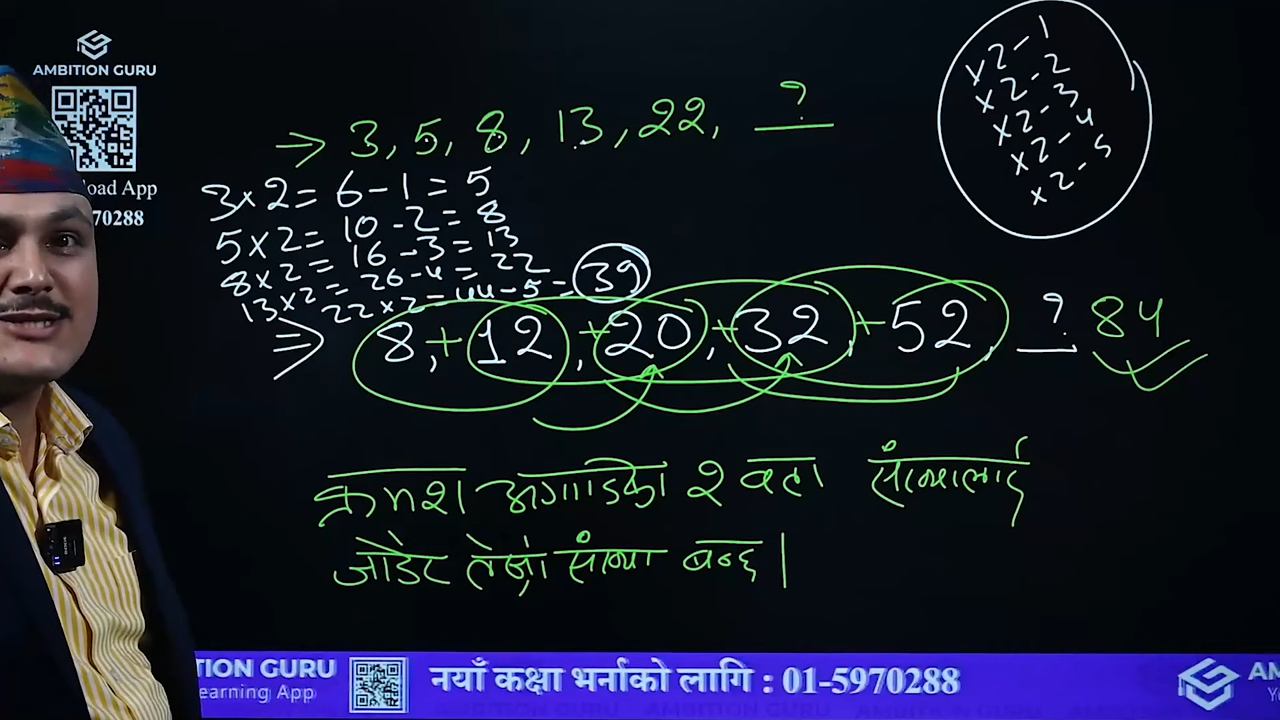 AMBITION GURU
load App
70288
→ 3, 5, 8, 13, 22, ?
3×2= 6-1= 5
5×2= 10-2= 8
8×2= 16-3= 13
13×2= 26-4= 22
22×2= 44-5= 39
×2-1
×2-2
×2-3
×2-4
×2-5
⇒ 8,+12,+20,+32,+52, ? 84
क्रमश अगाडिका २ वटा संख्यालाई
जोडेर तेस्रो संख्या बन्छ।
TION GURU
earning App
नयाँ कक्षा भर्नाको लागि : 01-5970288
AM
Yo